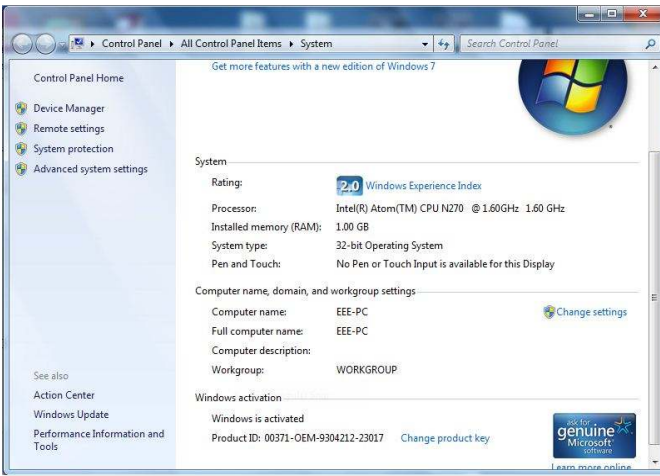 Control Panel ▸ All Control Panel Items ▸ System
Search Control Panel
Control Panel Home
Device Manager
Remote settings
System protection
Advanced system settings
See also
Action Center
Windows Update
Performance Information and
Tools
Get more features with a new edition of Windows 7
System
Rating: 2.0 Windows Experience Index
Processor: Intel(R) Atom(TM) CPU N270 @ 1.60GHz 1.60 GHz
Installed memory (RAM): 1.00 GB
System type: 32-bit Operating System
Pen and Touch: No Pen or Touch Input is available for this Display
Computer name, domain, and workgroup settings
Computer name: EEE-PC Change settings
Full computer name: EEE-PC
Computer description:
Workgroup: WORKGROUP
Windows activation
Windows is activated
Product ID: 00371-OEM-9304212-23017 Change product key
ask for
genuine
Microsoft
software
Learn more online